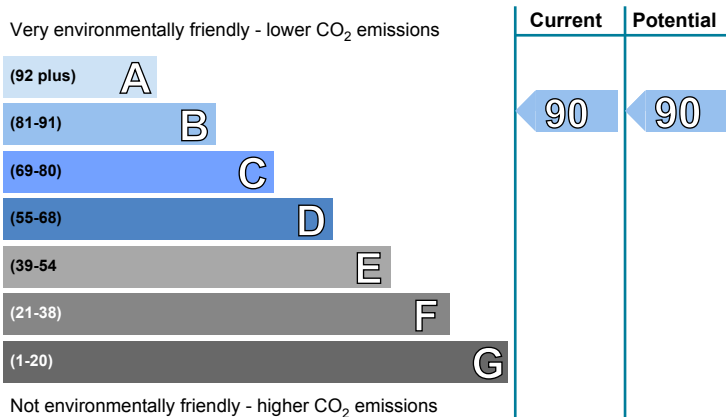 Current Potential
Very environmentally friendly - lower CO2 emissions
(92 plus) A
(81-91) B 90 90
(69-80) C
(55-68) D
(39-54 E
(21-38) F
(1-20) G
Not environmentally friendly - higher CO2 emissions